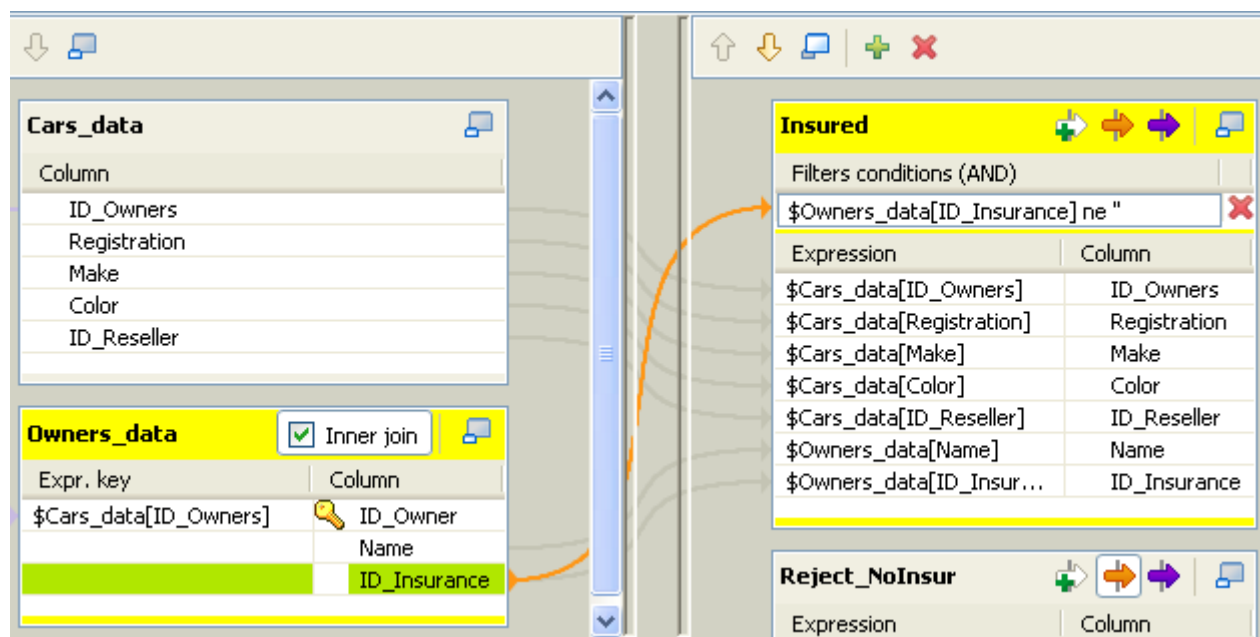 Cars_data
Column
ID_Owners
Registration
Make
Color
ID_Reseller
Owners_data
Inner join
Expr. key Column
$Cars_data[ID_Owners] ID_Owner
Name
ID_Insurance
Insured
Filters conditions (AND)
$Owners_data[ID_Insurance] ne ''
Expression Column
$Cars_data[ID_Owners] ID_Owners
$Cars_data[Registration] Registration
$Cars_data[Make] Make
$Cars_data[Color] Color
$Cars_data[ID_Reseller] ID_Reseller
$Owners_data[Name] Name
$Owners_data[ID_Insur... ID_Insurance
Reject_NoInsur
Expression Column